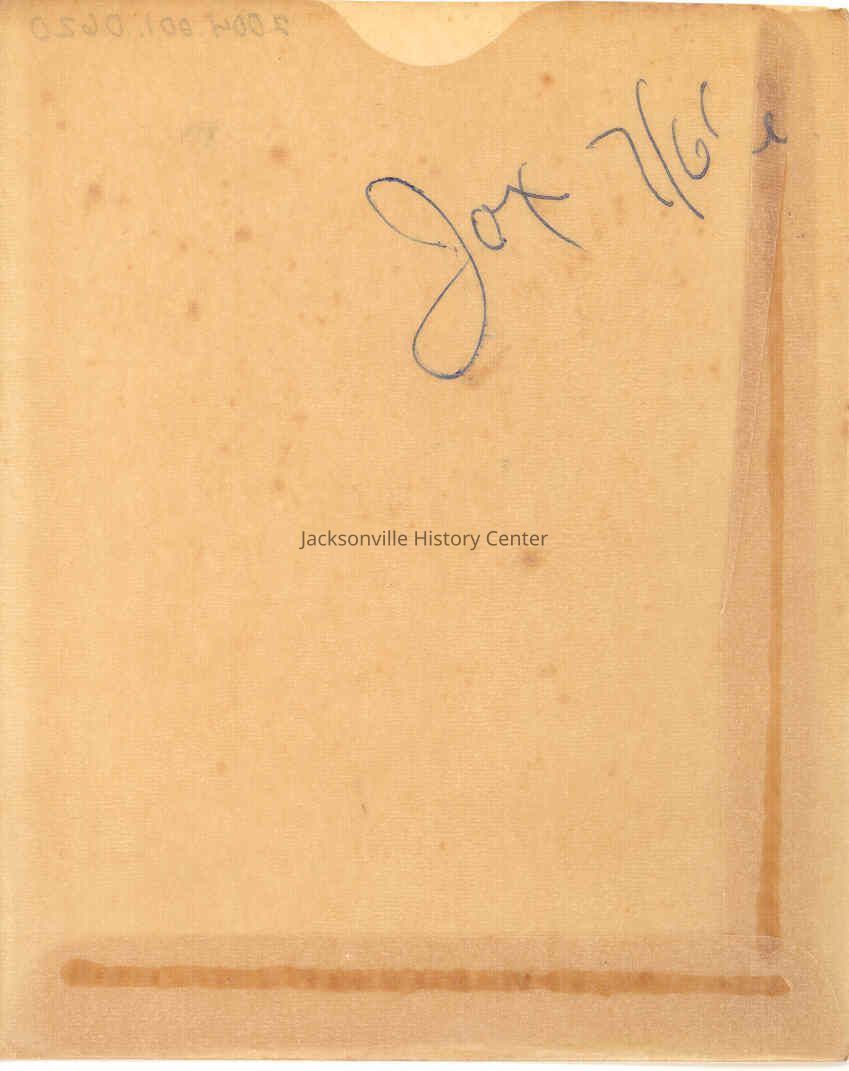 2004.001.0620
Jax 7/61
Jacksonville History Center